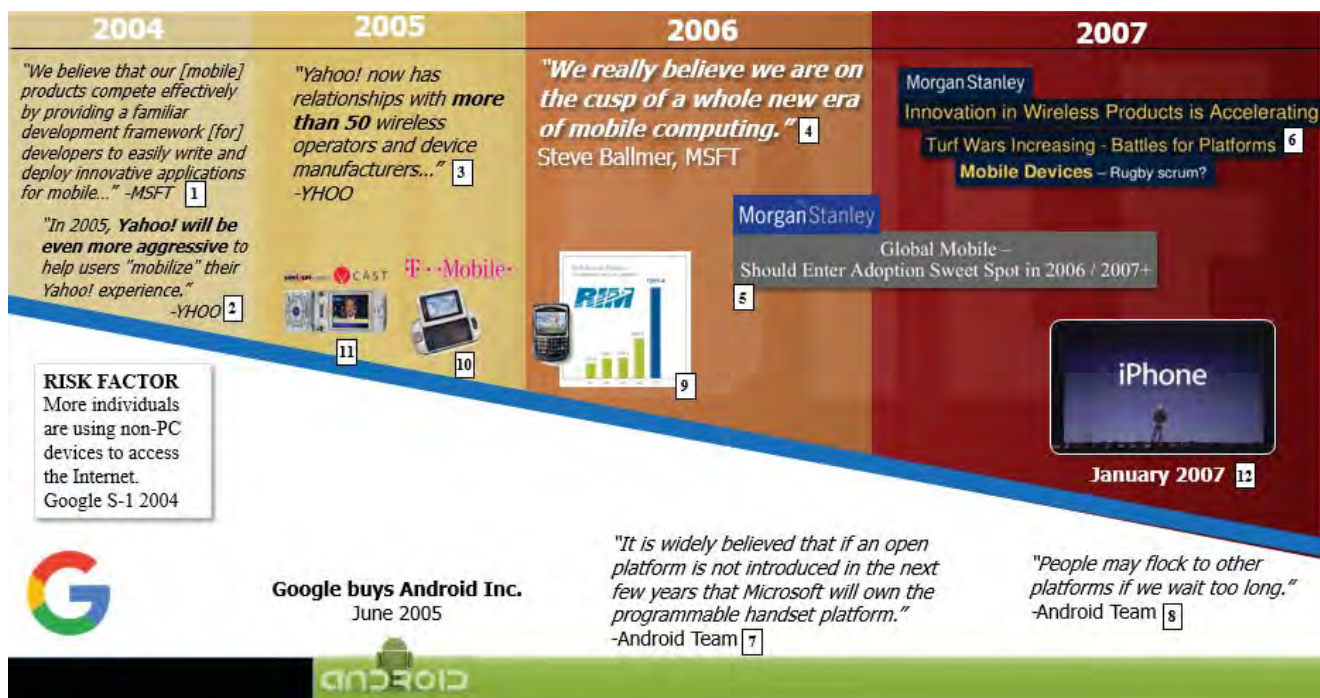 2004
2005
2006
2007
"We believe that our [mobile]
products compete effectively
by providing a familiar
development framework [for]
developers to easily write and
deploy innovative applications
for mobile..." -MSFT 1
"In 2005, Yahoo! will be
even more aggressive to
help users "mobilize" their
Yahoo! experience."
-YHOO 2
"Yahoo! now has
relationships with more
than 50 wireless
operators and device
manufacturers..." 3
-YHOO
CAST
T··Mobile·
11
10
"We really believe we are on
the cusp of a whole new era
of mobile computing." 4
Steve Ballmer, MSFT
MorganStanley
Global Mobile –
Should Enter Adoption Sweet Spot in 2006 / 2007+
5
RIM
9
Morgan Stanley
Innovation in Wireless Products is Accelerating
Turf Wars Increasing - Battles for Platforms 6
Mobile Devices – Rugby scrum?
iPhone
January 2007 12
RISK FACTOR
More individuals
are using non-PC
devices to access
the Internet.
Google S-1 2004
G
Google buys Android Inc.
June 2005
"It is widely believed that if an open
platform is not introduced in the next
few years that Microsoft will own the
programmable handset platform."
-Android Team 7
"People may flock to other
platforms if we wait too long."
-Android Team 8
ANDROID